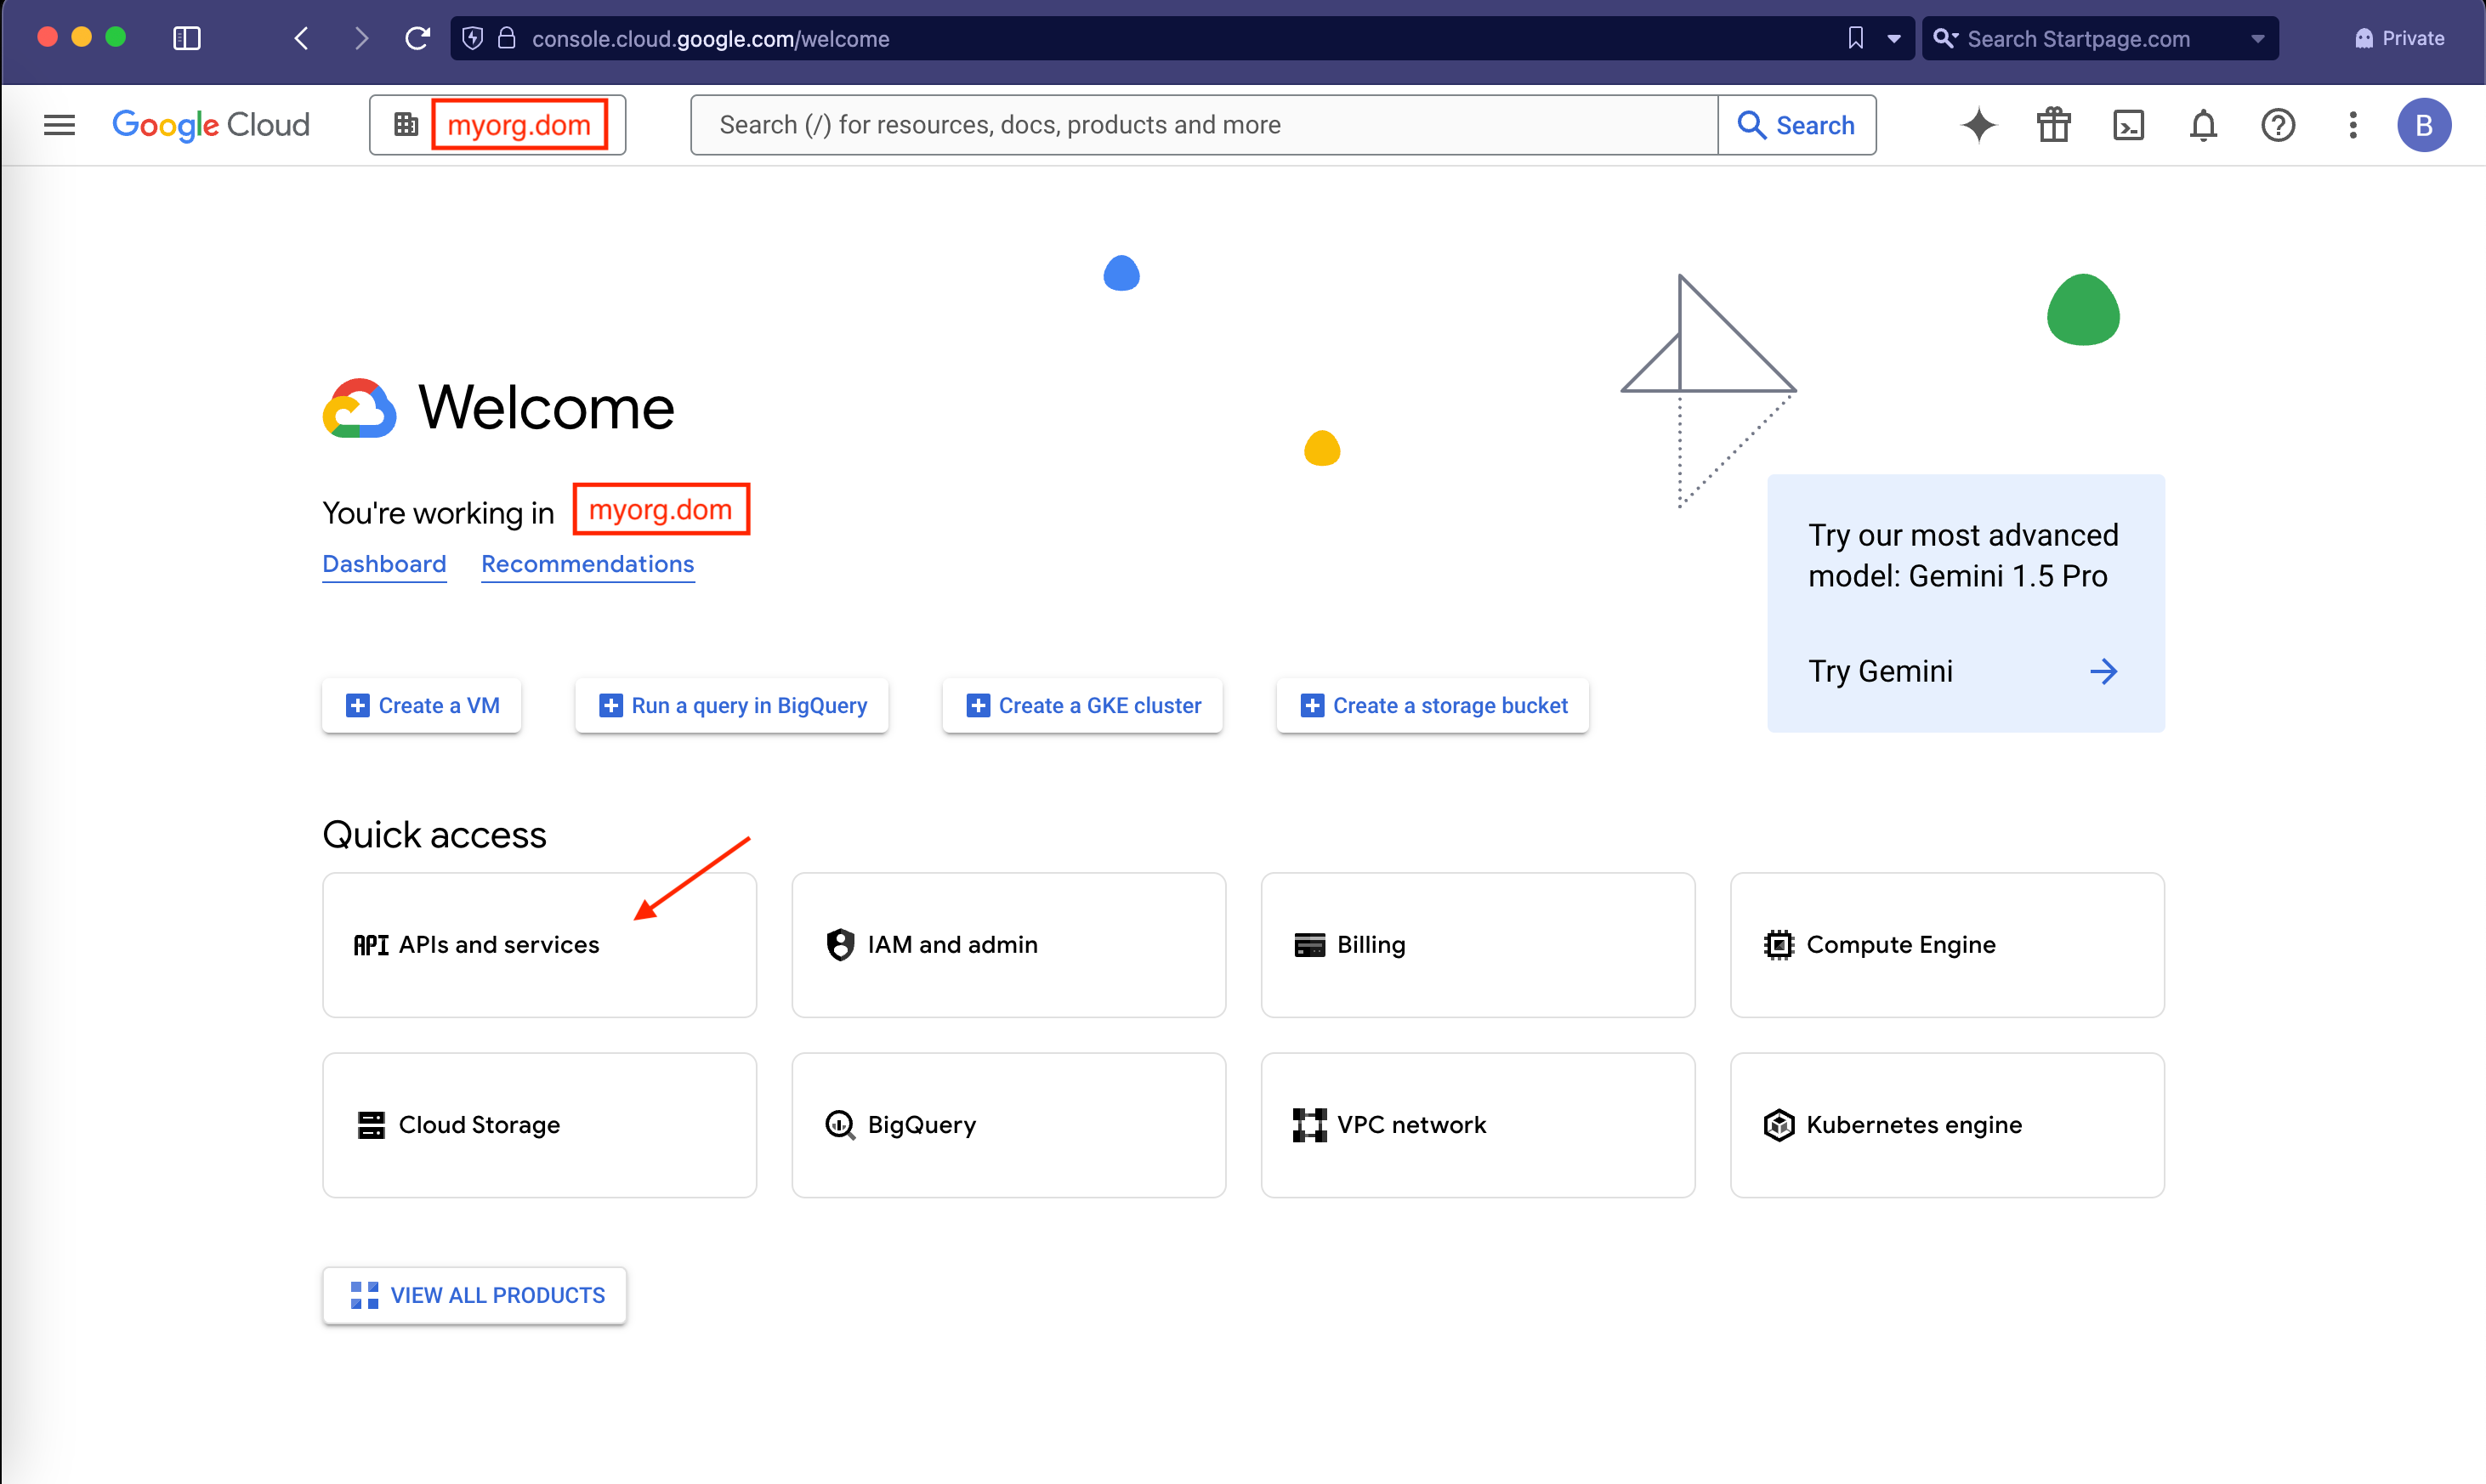 console.cloud.google.com/welcome
Search Startpage.com
Private
Google Cloud
myorg.dom
Search (/) for resources, docs, products and more
Search
B
Welcome
You're working in myorg.dom
Dashboard
Recommendations
Try our most advanced
model: Gemini 1.5 Pro
Try Gemini
Create a VM
Run a query in BigQuery
Create a GKE cluster
Create a storage bucket
Quick access
API APIs and services
IAM and admin
Billing
Compute Engine
Cloud Storage
BigQuery
VPC network
Kubernetes engine
VIEW ALL PRODUCTS